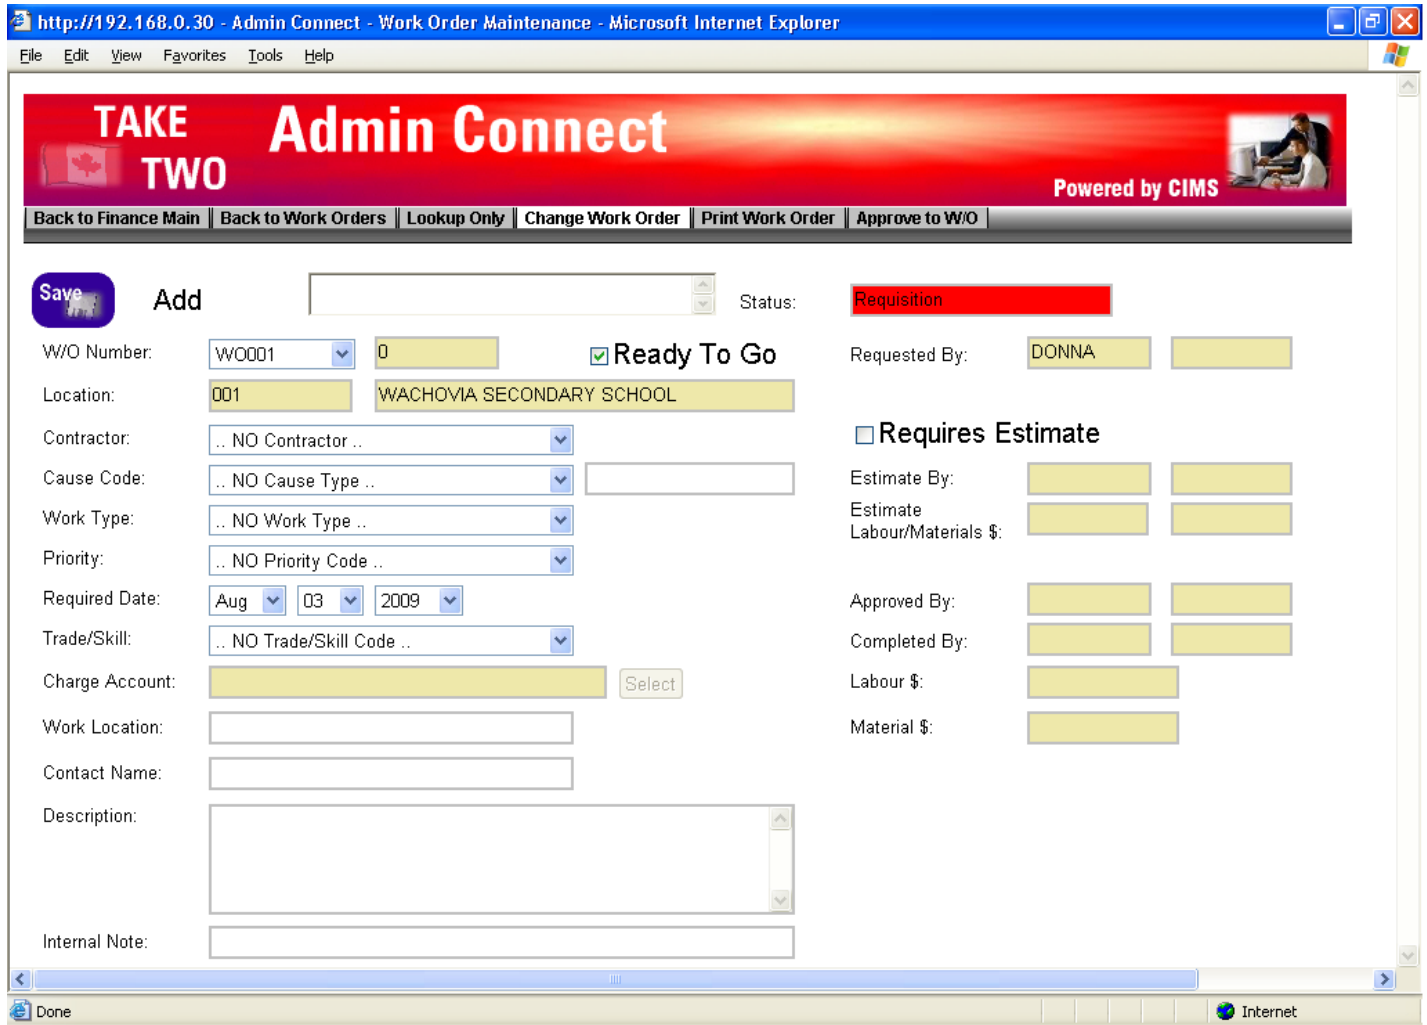 http://192.168.0.30 - Admin Connect - Work Order Maintenance - Microsoft Internet Explorer
File Edit View Favorites Tools Help
TAKE TWO
Admin Connect
Powered by CIMS
Back to Finance Main Back to Work Orders Lookup Only Change Work Order Print Work Order Approve to W/O
Save Add Status: Requisition
W/O Number: WO001 0 Ready To Go Requested By: DONNA
Location: 001 WACHOVIA SECONDARY SCHOOL
Contractor: .. NO Contractor .. Requires Estimate
Cause Code: .. NO Cause Type .. Estimate By:
Work Type: .. NO Work Type .. Estimate Labour/Materials $:
Priority: .. NO Priority Code ..
Required Date: Aug 03 2009 Approved By:
Trade/Skill: .. NO Trade/Skill Code .. Completed By:
Charge Account: Select Labour $:
Work Location: Material $:
Contact Name:
Description:
Internal Note:
Done Internet